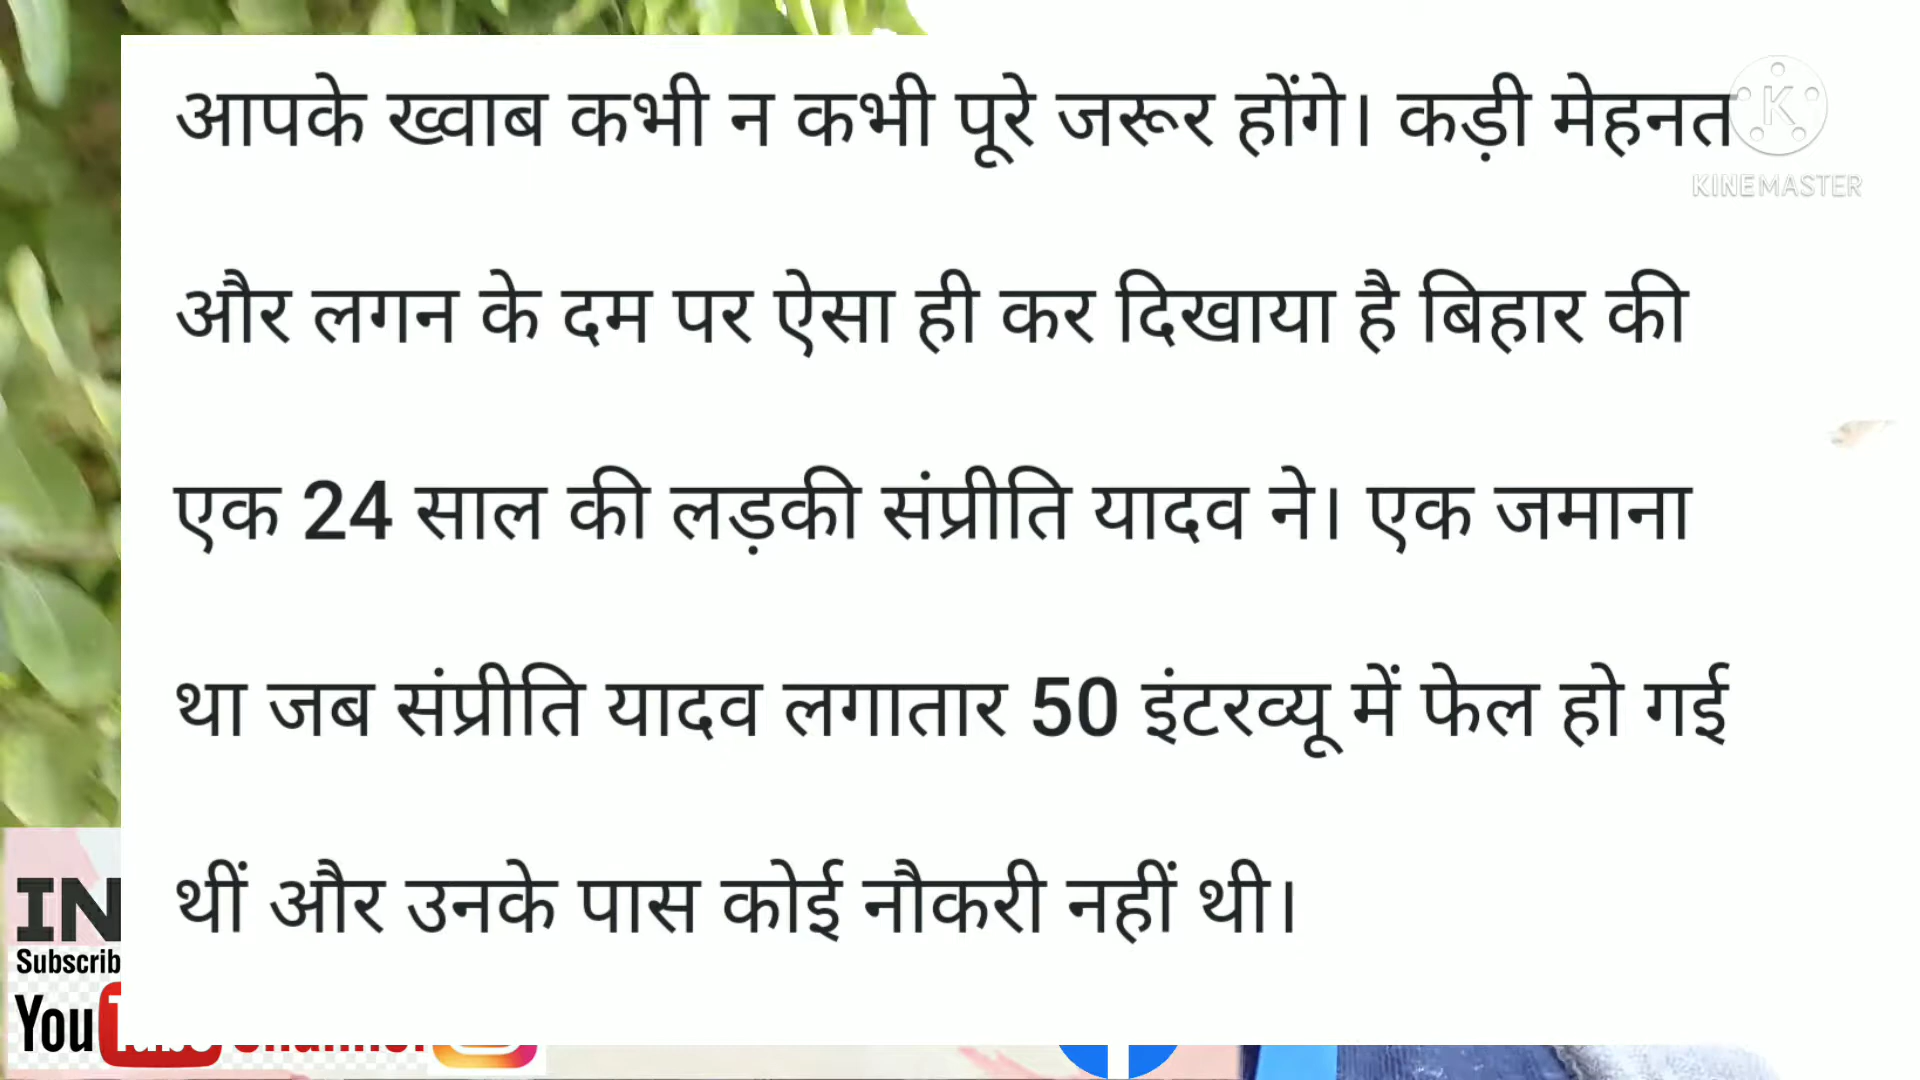 आपके ख्वाब कभी न कभी पूरे जरूर होंगे। कड़ी मेहनत
KINEMASTER
और लगन के दम पर ऐसा ही कर दिखाया है बिहार की
एक 24 साल की लड़की संप्रीति यादव ने। एक जमाना
था जब संप्रीति यादव लगातार 50 इंटरव्यू में फेल हो गई
थीं और उनके पास कोई नौकरी नहीं थी।
IN
Subscrib
You